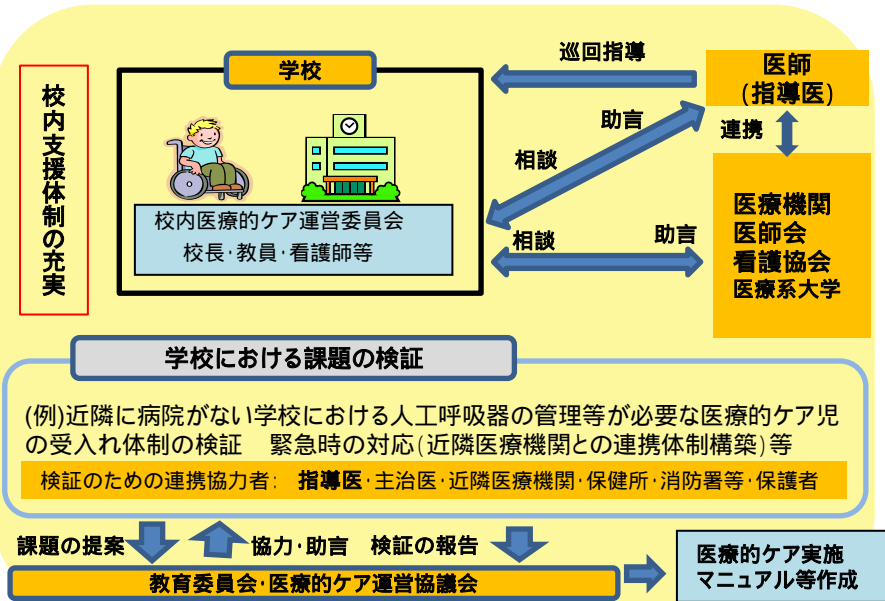 校内支援体制の充実
学校
校内医療的ケア運営委員会
校長・教員・看護師等
巡回指導
医師
(指導医)
助言
相談
連携
相談
助言
医療機関
医師会
看護協会
医療系大学
学校における課題の検証
(例)近隣に病院がない学校における人工呼吸器の管理等が必要な医療的ケア児
の受入れ体制の検証　緊急時の対応(近隣医療機関との連携体制構築)等
検証のための連携協力者:　指導医・主治医・近隣医療機関・保健所・消防署等・保護者
課題の提案
協力・助言
検証の報告
教育委員会・医療的ケア運営協議会
医療的ケア実施
マニュアル等作成